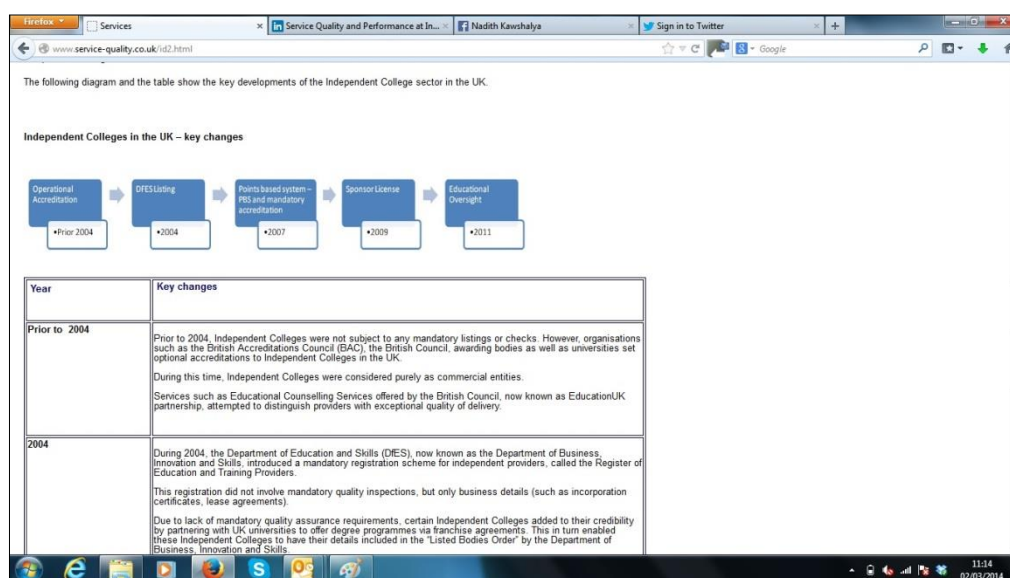 Firefox
Services
Service Quality and Performance at In...
Nadith Kawshalya
Sign in to Twitter
www.service-quality.co.uk/id2.html
Google
The following diagram and the table show the key developments of the Independent College sector in the UK.
Independent Colleges in the UK – key changes
Operational Accreditation
•Prior 2004
DFES Listing
•2004
Points based system –
PBS and mandatory
accreditation
•2007
Sponsor License
•2009
Educational
Oversight
•2011
Year
Key changes
Prior to 2004
Prior to 2004, Independent Colleges were not subject to any mandatory listings or checks. However, organisations
such as the British Accreditations Council (BAC), the British Council, awarding bodies as well as universities set
optional accreditations to Independent Colleges in the UK.
During this time, Independent Colleges were considered purely as commercial entities.
Services such as Educational Counselling Services offered by the British Council, now known as EducationUK
partnership, attempted to distinguish providers with exceptional quality of delivery.
2004
During 2004, the Department of Education and Skills (DfES), now known as the Department of Business,
Innovation and Skills, introduced a mandatory registration scheme for independent providers, called the Register of
Education and Training Providers.
This registration did not involve mandatory quality inspections, but only business details (such as incorporation
certificates, lease agreements).
Due to lack of mandatory quality assurance requirements, certain Independent Colleges added to their credibility
by partnering with UK universities to offer degree programmes via franchise agreements. This in turn enabled
these Independent Colleges to have their details included in the "Listed Bodies Order" by the Department of
Business, Innovation and Skills.
11:14
02/03/2014